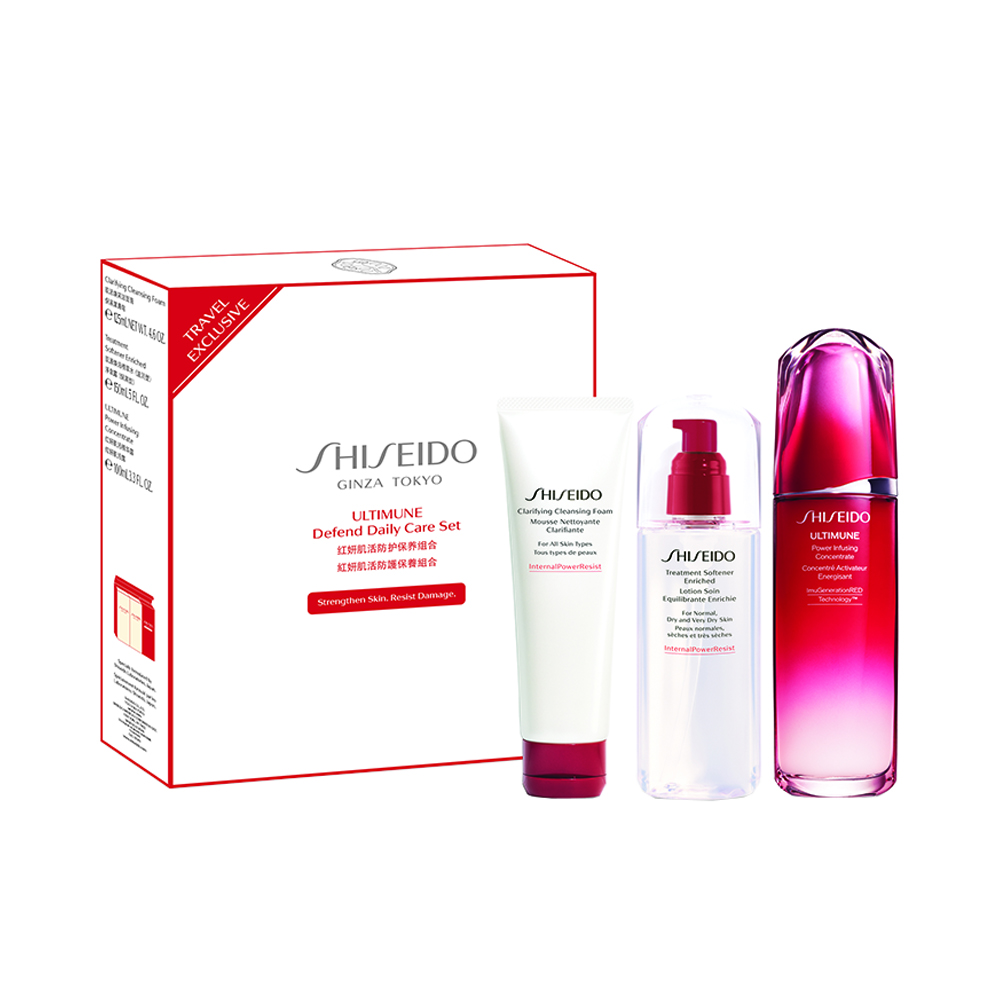 Clarifying Cleansing Foam
℮ 125mL NET WT. 4.6 OZ.
Treatment
Softener Enriched
℮ 150mL 5 FL. OZ.
ULTIMUNE
Power Infusing
Concentrate
℮ 100mL 3.3 FL. OZ.
TRAVEL
EXCLUSIVE
SHISEIDO
GINZA TOKYO
ULTIMUNE
Defend Daily Care Set
红妍肌活防护保养组合
紅妍肌活防護保養組合
Strengthen Skin. Resist Damage.
SHISEIDO
Clarifying Cleansing Foam
Mousse Nettoyante
Clarifiante
For All Skin Types
Tous types de peaux
InternalPowerResist
SHISEIDO
Treatment Softener
Enriched
Lotion Soin
Equilibrante Enrichie
For Normal,
Dry and Very Dry Skin
Peaux normales,
sèches et très sèches
InternalPowerResist
SHISEIDO
ULTIMUNE
Power Infusing
Concentrate
Concentré Activateur
Energisant
ImuGenerationRED
Technology™